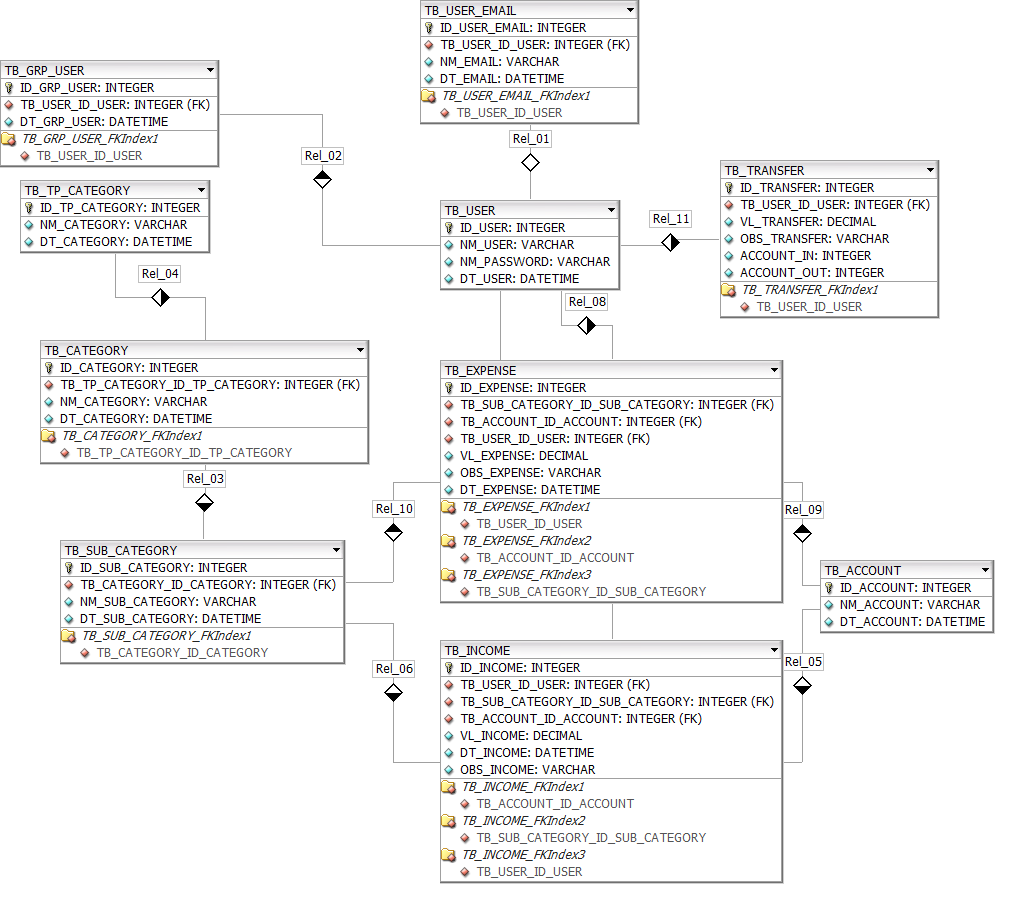 TB_USER_EMAIL
ID_USER_EMAIL: INTEGER
TB_USER_ID_USER: INTEGER (FK)
NM_EMAIL: VARCHAR
DT_EMAIL: DATETIME
TB_USER_EMAIL_FKIndex1
TB_USER_ID_USER
TB_GRP_USER
ID_GRP_USER: INTEGER
TB_USER_ID_USER: INTEGER (FK)
DT_GRP_USER: DATETIME
TB_GRP_USER_FKIndex1
TB_USER_ID_USER
Rel_01
Rel_02
TB_TP_CATEGORY
ID_TP_CATEGORY: INTEGER
NM_CATEGORY: VARCHAR
DT_CATEGORY: DATETIME
TB_USER
ID_USER: INTEGER
NM_USER: VARCHAR
NM_PASSWORD: VARCHAR
DT_USER: DATETIME
Rel_11
TB_TRANSFER
ID_TRANSFER: INTEGER
TB_USER_ID_USER: INTEGER (FK)
VL_TRANSFER: DECIMAL
OBS_TRANSFER: VARCHAR
ACCOUNT_IN: INTEGER
ACCOUNT_OUT: INTEGER
TB_TRANSFER_FKIndex1
TB_USER_ID_USER
Rel_04
Rel_08
TB_CATEGORY
ID_CATEGORY: INTEGER
TB_TP_CATEGORY_ID_TP_CATEGORY: INTEGER (FK)
NM_CATEGORY: VARCHAR
DT_CATEGORY: DATETIME
TB_CATEGORY_FKIndex1
TB_TP_CATEGORY_ID_TP_CATEGORY
TB_EXPENSE
ID_EXPENSE: INTEGER
TB_SUB_CATEGORY_ID_SUB_CATEGORY: INTEGER (FK)
TB_ACCOUNT_ID_ACCOUNT: INTEGER (FK)
TB_USER_ID_USER: INTEGER (FK)
VL_EXPENSE: DECIMAL
OBS_EXPENSE: VARCHAR
DT_EXPENSE: DATETIME
TB_EXPENSE_FKIndex1
TB_USER_ID_USER
TB_EXPENSE_FKIndex2
TB_ACCOUNT_ID_ACCOUNT
TB_EXPENSE_FKIndex3
TB_SUB_CATEGORY_ID_SUB_CATEGORY
Rel_03
Rel_10
Rel_09
TB_SUB_CATEGORY
ID_SUB_CATEGORY: INTEGER
TB_CATEGORY_ID_CATEGORY: INTEGER (FK)
NM_SUB_CATEGORY: VARCHAR
DT_SUB_CATEGORY: DATETIME
TB_SUB_CATEGORY_FKIndex1
TB_CATEGORY_ID_CATEGORY
TB_ACCOUNT
ID_ACCOUNT: INTEGER
NM_ACCOUNT: VARCHAR
DT_ACCOUNT: DATETIME
Rel_06
Rel_05
TB_INCOME
ID_INCOME: INTEGER
TB_USER_ID_USER: INTEGER (FK)
TB_SUB_CATEGORY_ID_SUB_CATEGORY: INTEGER (FK)
TB_ACCOUNT_ID_ACCOUNT: INTEGER (FK)
VL_INCOME: DECIMAL
DT_INCOME: DATETIME
OBS_INCOME: VARCHAR
TB_INCOME_FKIndex1
TB_ACCOUNT_ID_ACCOUNT
TB_INCOME_FKIndex2
TB_SUB_CATEGORY_ID_SUB_CATEGORY
TB_INCOME_FKIndex3
TB_USER_ID_USER